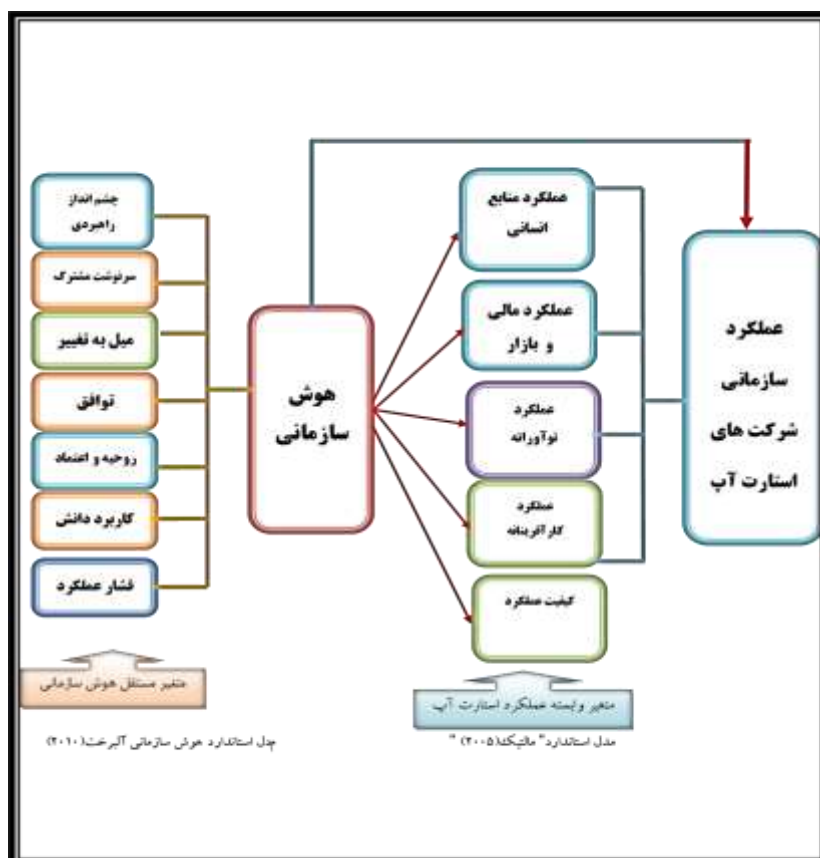 چشم انداز
راهبردی
سرنوشت مشترک
میل به تغییر
توافق
روحیه و اعتماد
کاربرد دانش
فشار عملکرد
هوش
سازمانی
عملکرد منابع
انسانی
عملکرد مالی
و بازار
عملکرد
نوآورانه
عملکرد
کارآفرینانه
کیفیت عملکرد
عملکرد
سازمانی
شرکت های
استارت آپ
متغیر مستقل هوش سازمانی
متغیر وابسته عملکرد استارت آپ
مدل استاندارد هوش سازمانی آلبرخت(۲۰۱۰)
مدل استاندارد" مالتیک(۲۰۰۵) "